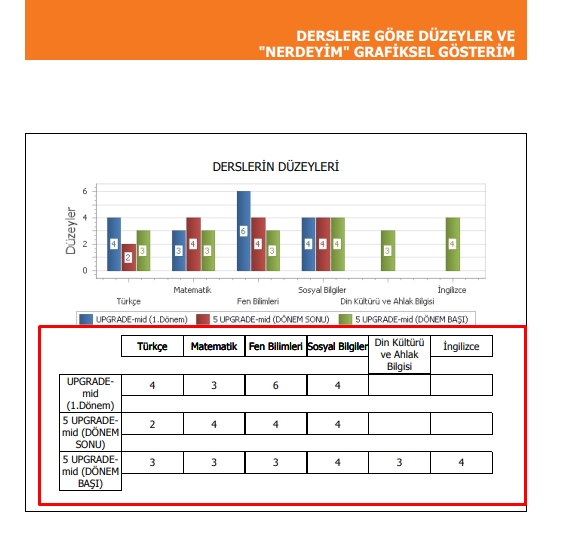 DERSLERE GÖRE DÜZEYLER VE
"NERDEYİM" GRAFİKSEL GÖSTERİM
DERSLERİN DÜZEYLERİ
Düzeyler
6
4
2
0
4 2 3
3 4 3
6 4 3
4 4 4
3
4
Türkçe Matematik Fen Bilimleri Sosyal Bilgiler Din Kültürü ve Ahlak Bilgisi İngilizce
UPGRADE-mid (1.Dönem) 5 UPGRADE-mid (DÖNEM SONU) 5 UPGRADE-mid (DÖNEM BAŞI)
Türkçe Matematik Fen Bilimleri Sosyal Bilgiler Din Kültürü
ve Ahlak
Bilgisi
İngilizce
UPGRADE-
mid
(1.Dönem)
4 3 6 4
5 UPGRADE-
mid (DÖNEM
SONU)
2 4 4 4
5 UPGRADE-
mid (DÖNEM
BAŞI)
3 3 3 4 3 4